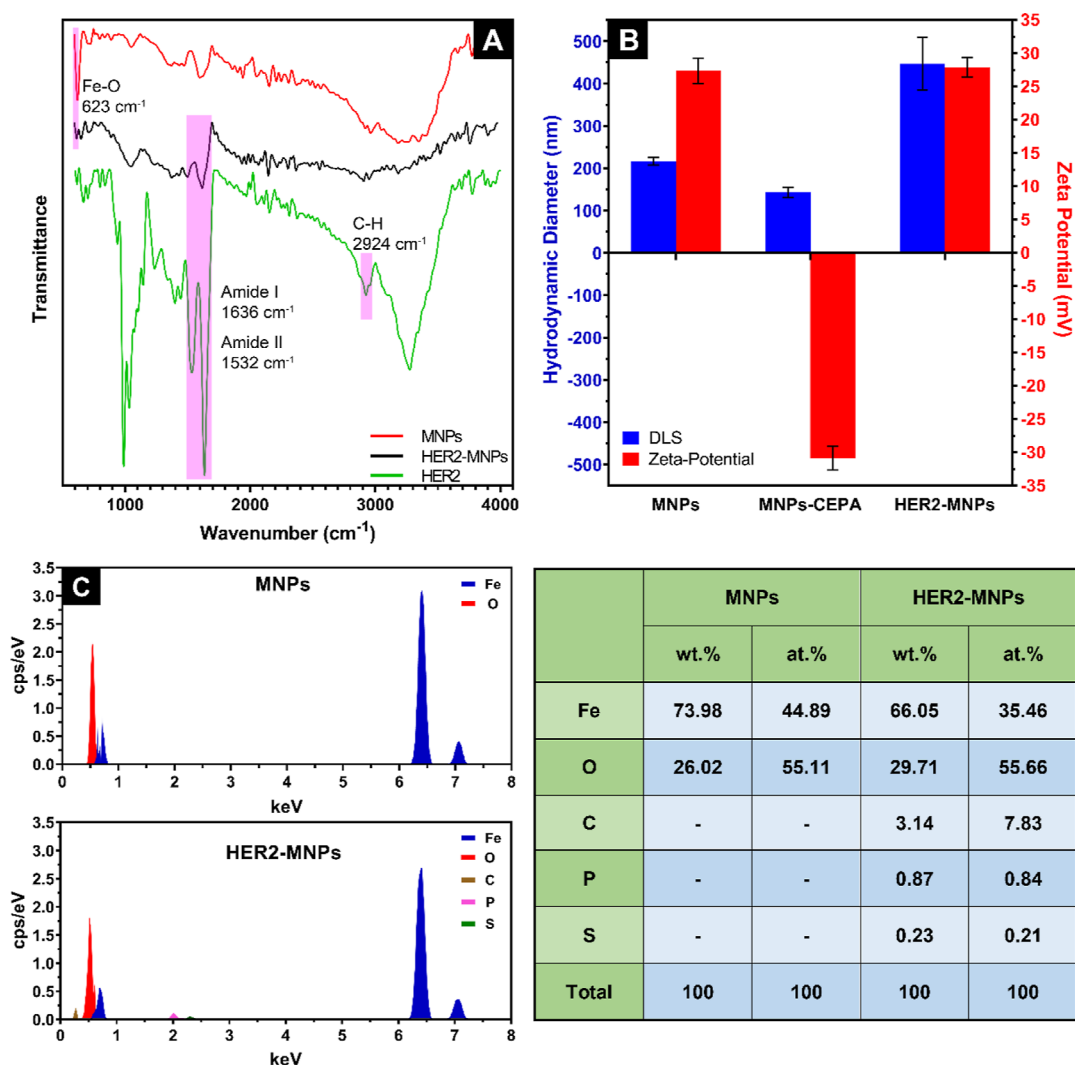 A
Fe-O
623 cm-1
C-H
2924 cm-1
Amide I
1636 cm-1
Amide II
1532 cm-1
MNPs
HER2-MNPs
HER2
Transmittance
1000 2000 3000 4000
Wavenumber (cm-1)
B
500
400
300
200
100
0
-100
-200
-300
-400
-500
Hydrodynamic Diameter (nm)
35
30
25
20
15
10
5
0
-5
-10
-15
-20
-25
-30
-35
Zeta Potential (mV)
DLS
Zeta-Potential
MNPs MNPs-CEPA HER2-MNPs
C
MNPs
Fe
O
3.5
3.0
2.5
2.0
1.5
1.0
0.5
0.0
cps/eV
0 1 2 3 4 5 6 7 8
keV
HER2-MNPs
Fe
O
C
P
S
3.5
3.0
2.5
2.0
1.5
1.0
0.5
0.0
cps/eV
0 1 2 3 4 5 6 7 8
keV
MNPs HER2-MNPs
wt.% at.% wt.% at.%
Fe 73.98 44.89 66.05 35.46
O 26.02 55.11 29.71 55.66
C - - 3.14 7.83
P - - 0.87 0.84
S - - 0.23 0.21
Total 100 100 100 100